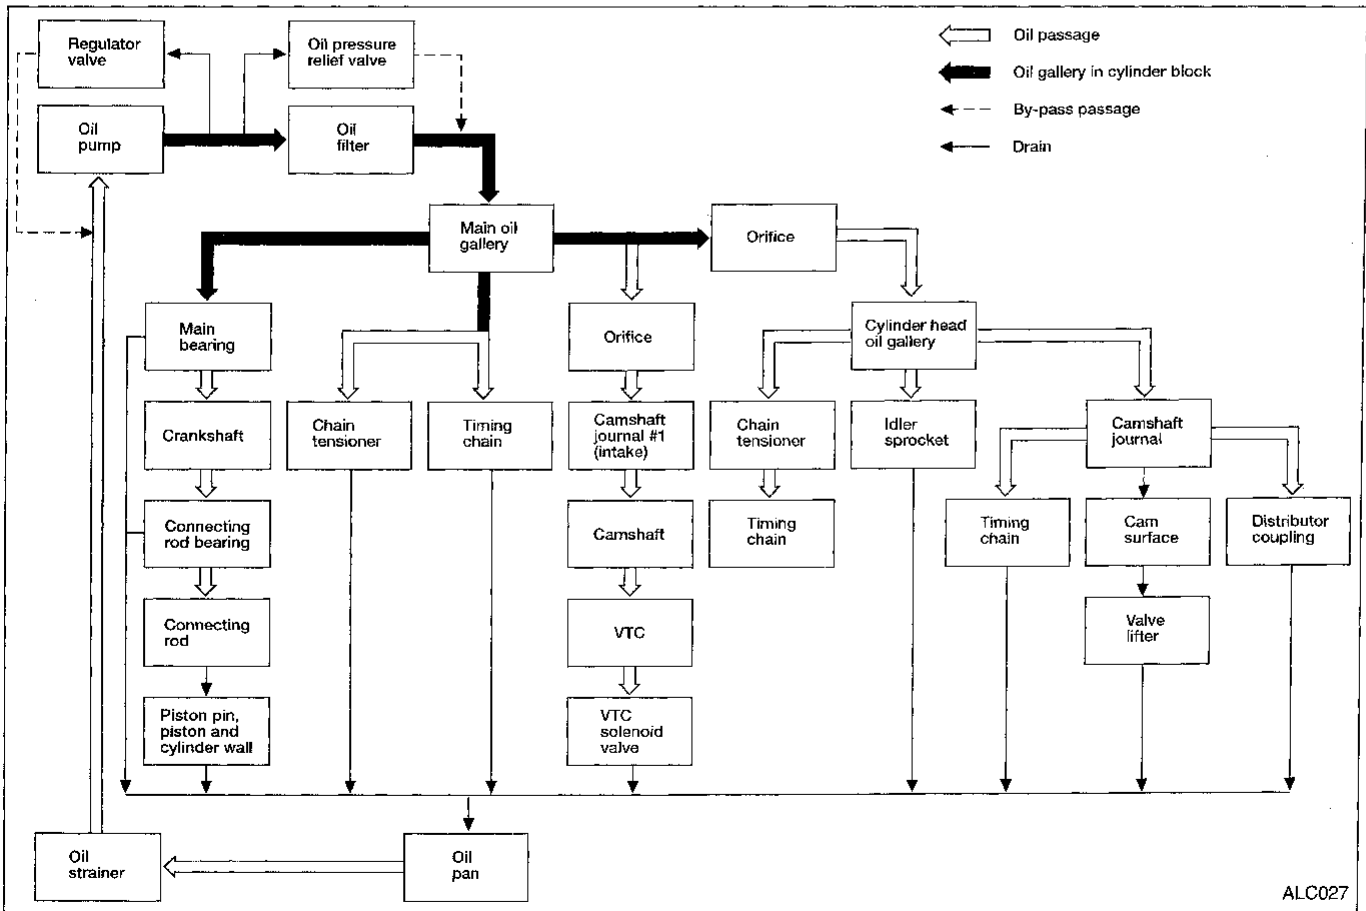 Regulator
valve
Oil pressure
relief valve
Oil passage
Oil gallery in cylinder block
By-pass passage
Drain
Oil
pump
Oil
filter
Main oil
gallery
Orifice
Main
bearing
Orifice
Cylinder head
oil gallery
Crankshaft
Chain
tensioner
Timing
chain
Camshaft
journal #1
(intake)
Chain
tensioner
Idler
sprocket
Camshaft
journal
Connecting
rod bearing
Camshaft
Timing
chain
Timing
chain
Cam
surface
Distributor
coupling
Connecting
rod
VTC
Valve
lifter
Piston pin,
piston and
cylinder wall
VTC
solenoid
valve
Oil
strainer
Oil
pan
ALC027